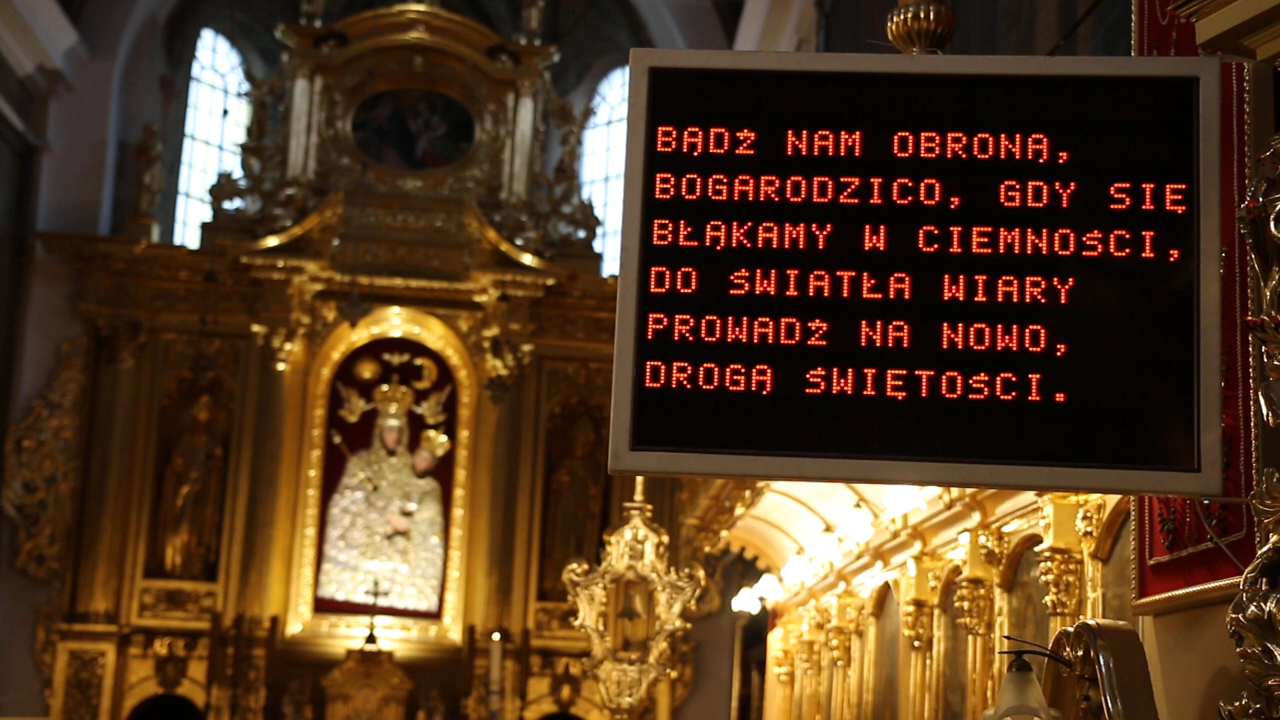 BĄDŹ NAM OBRONĄ,
BOGARODZICO, GDY SIĘ
BŁĄKAMY W CIEMNOŚCI,
DO ŚWIATŁA WIARY
PROWADŹ NA NOWO,
DROGĄ ŚWIĘTOŚCI.